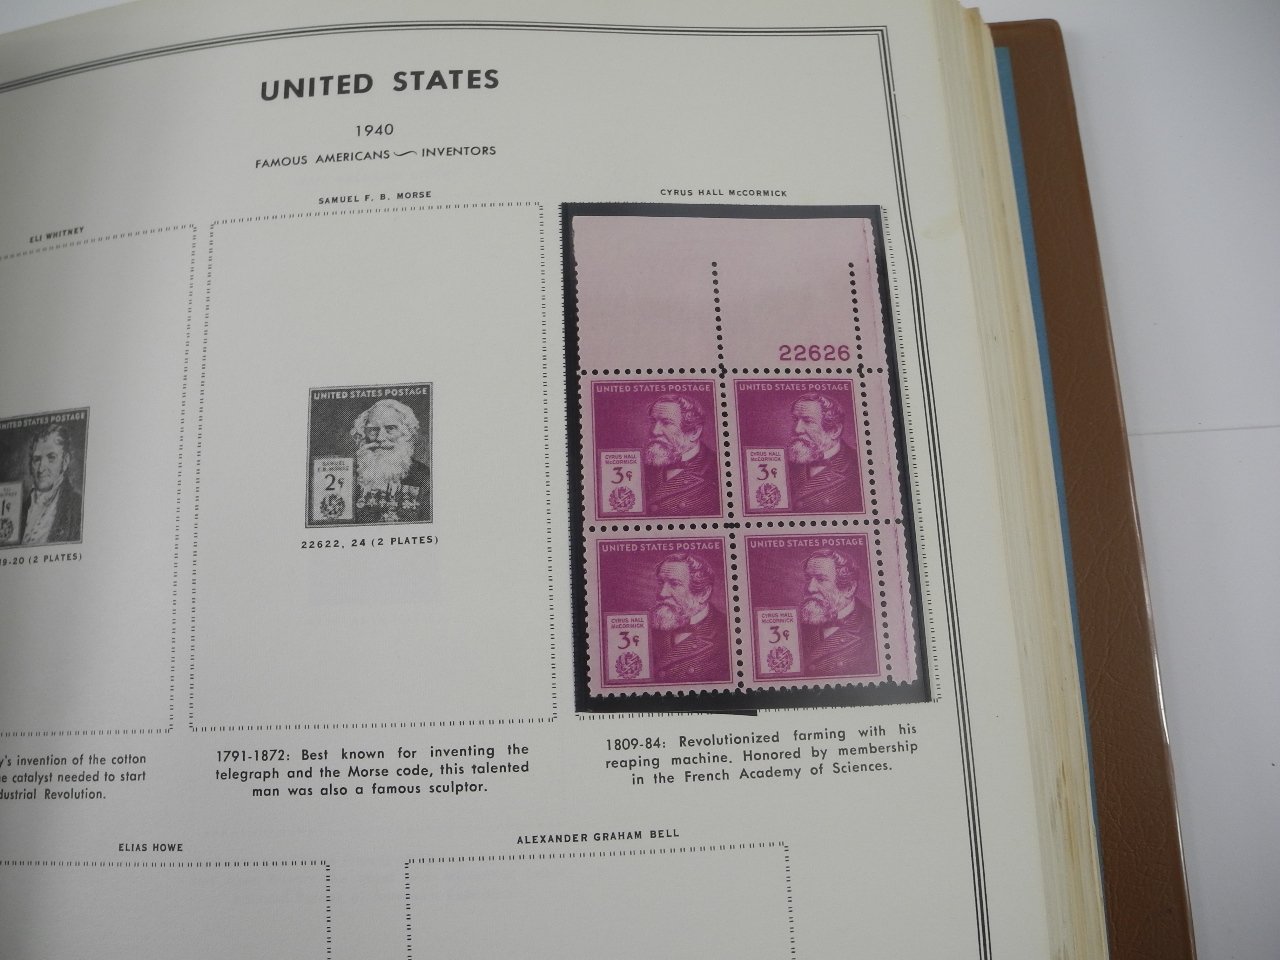 UNITED STATES
1940
FAMOUS AMERICANS — INVENTORS
ELI WHITNEY
SAMUEL F. B. MORSE
CYRUS HALL McCORMICK
22626
UNITED STATES POSTAGE
1¢
9-20 (2 PLATES)
UNITED STATES POSTAGE
SAMUEL
F.B. MORSE
2¢
22622, 24 (2 PLATES)
UNITED STATES POSTAGE
CYRUS HALL
McCORMICK
3¢
UNITED STATES POSTAGE
CYRUS HALL
McCORMICK
3¢
UNITED STATES POSTAGE
CYRUS HALL
McCORMICK
3¢
UNITED STATES POSTAGE
CYRUS HALL
McCORMICK
3¢
y's invention of the cotton
e catalyst needed to start
dustrial Revolution.
1791-1872: Best known for inventing the
telegraph and the Morse code, this talented
man was also a famous sculptor.
1809-84: Revolutionized farming with his
reaping machine. Honored by membership
in the French Academy of Sciences.
ELIAS HOWE
ALEXANDER GRAHAM BELL